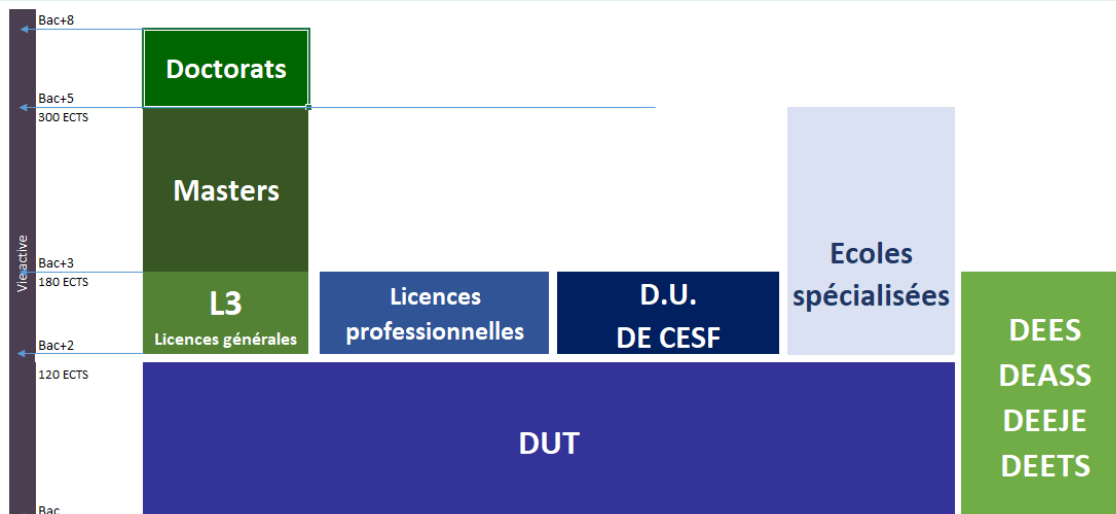 Bac+8
Doctorats
Bac+5
300 ECTS
Masters
Vie active
Bac+3
180 ECTS
L3
Licences générales
Licences
professionnelles
D.U.
DE CESF
Ecoles
spécialisées
DEES
DEASS
DEEJE
DEETS
Bac+2
120 ECTS
DUT
Bac